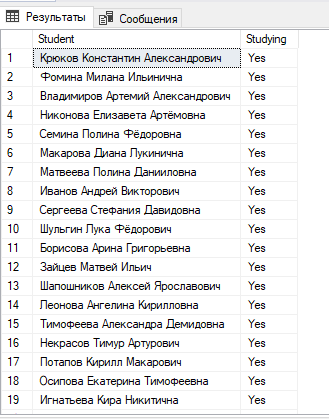 Результаты Сообщения
Student Studying
1 Крюков Константин Александрович Yes
2 Фомина Милана Ильинична Yes
3 Владимиров Артемий Александрович Yes
4 Никонова Елизавета Артёмовна Yes
5 Семина Полина Фёдоровна Yes
6 Макарова Диана Лукинична Yes
7 Матвеева Полина Данииловна Yes
8 Иванов Андрей Викторович Yes
9 Сергеева Стефания Давидовна Yes
10 Шульгин Лука Фёдорович Yes
11 Борисова Арина Григорьевна Yes
12 Зайцев Матвей Ильич Yes
13 Шапошников Алексей Ярославович Yes
14 Леонова Ангелина Кирилловна Yes
15 Тимофеева Александра Демидовна Yes
16 Некрасов Тимур Артурович Yes
17 Потапов Кирилл Макарович Yes
18 Осипова Екатерина Тимофеевна Yes
19 Игнатьева Кира Никитична Yes